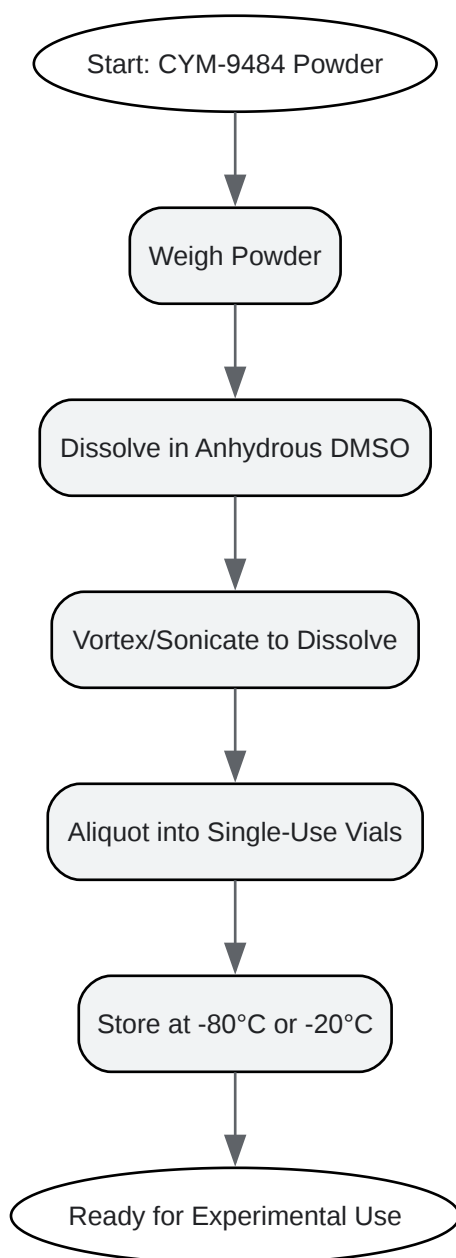 Start: CYM-9484 Powder
Weigh Powder
Dissolve in Anhydrous DMSO
Vortex/Sonicate to Dissolve
Aliquot into Single-Use Vials
Store at -80°C or -20°C
Ready for Experimental Use